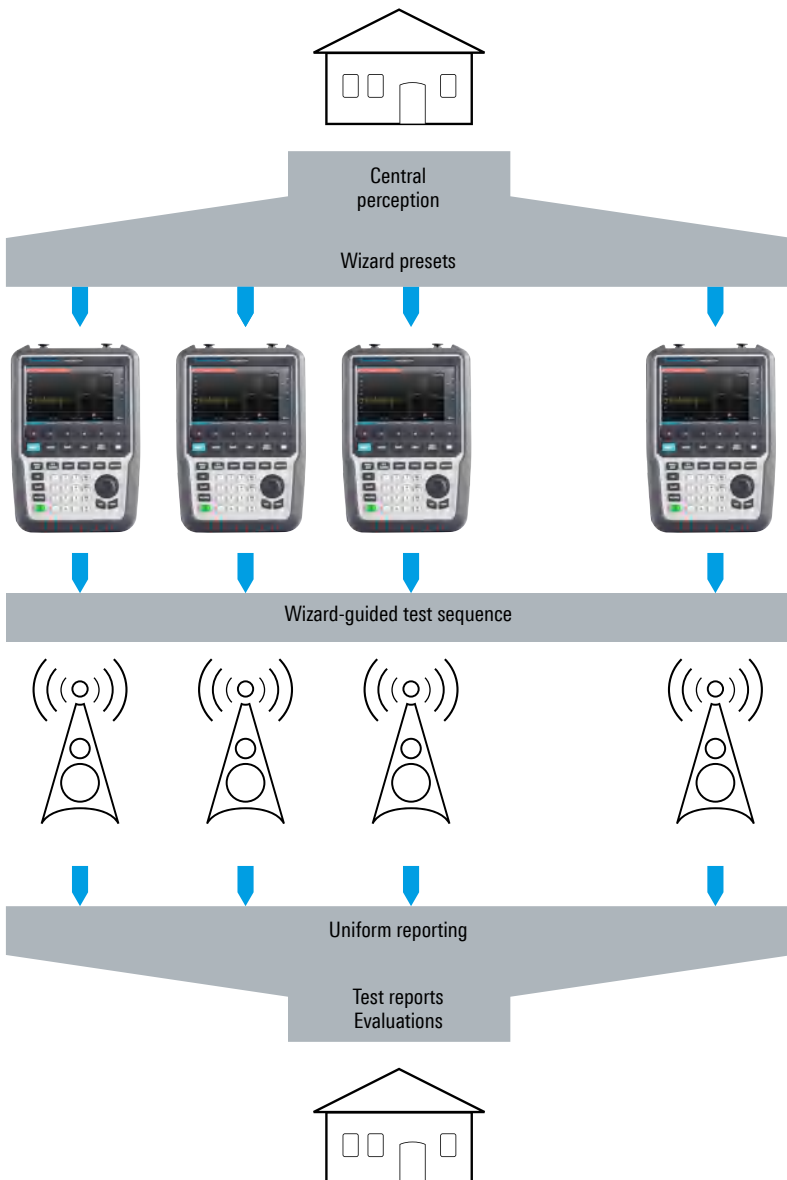 Central
perception
Wizard presets
Wizard-guided test sequence
Uniform reporting
Test reports
Evaluations